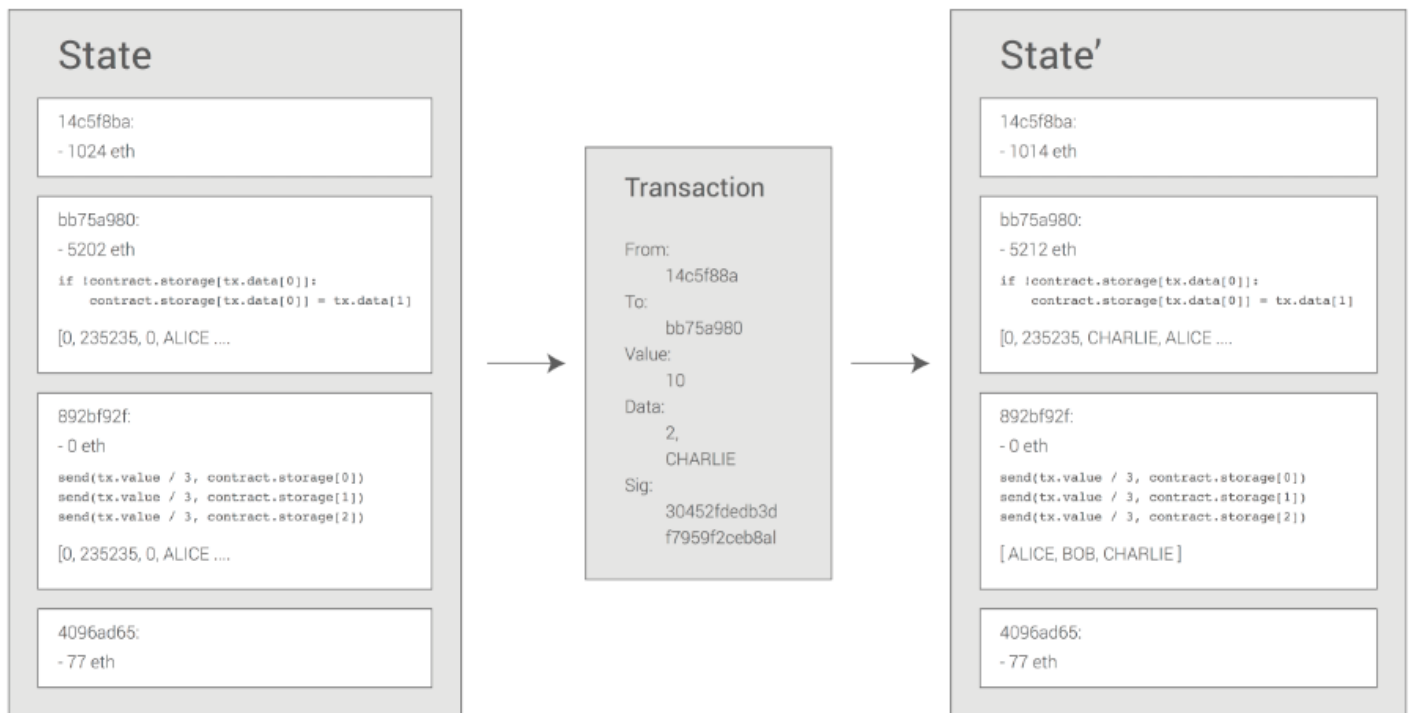 State
14c5f8ba:
- 1024 eth
bb75a980:
- 5202 eth
if !contract.storage[tx.data[0]]:
contract.storage[tx.data[0]] = tx.data[1]
[0, 235235, 0, ALICE ....
892bf92f:
- 0 eth
send(tx.value / 3, contract.storage[0])
send(tx.value / 3, contract.storage[1])
send(tx.value / 3, contract.storage[2])
[0, 235235, 0, ALICE ....
4096ad65:
- 77 eth
Transaction
From:
14c5f88a
To:
bb75a980
Value:
10
Data:
2,
CHARLIE
Sig:
30452fdedb3d
f7959f2ceb8al
State’
14c5f8ba:
- 1014 eth
bb75a980:
- 5212 eth
if !contract.storage[tx.data[0]]:
contract.storage[tx.data[0]] = tx.data[1]
[0, 235235, CHARLIE, ALICE ....
892bf92f:
- 0 eth
send(tx.value / 3, contract.storage[0])
send(tx.value / 3, contract.storage[1])
send(tx.value / 3, contract.storage[2])
[ ALICE, BOB, CHARLIE ]
4096ad65:
- 77 eth